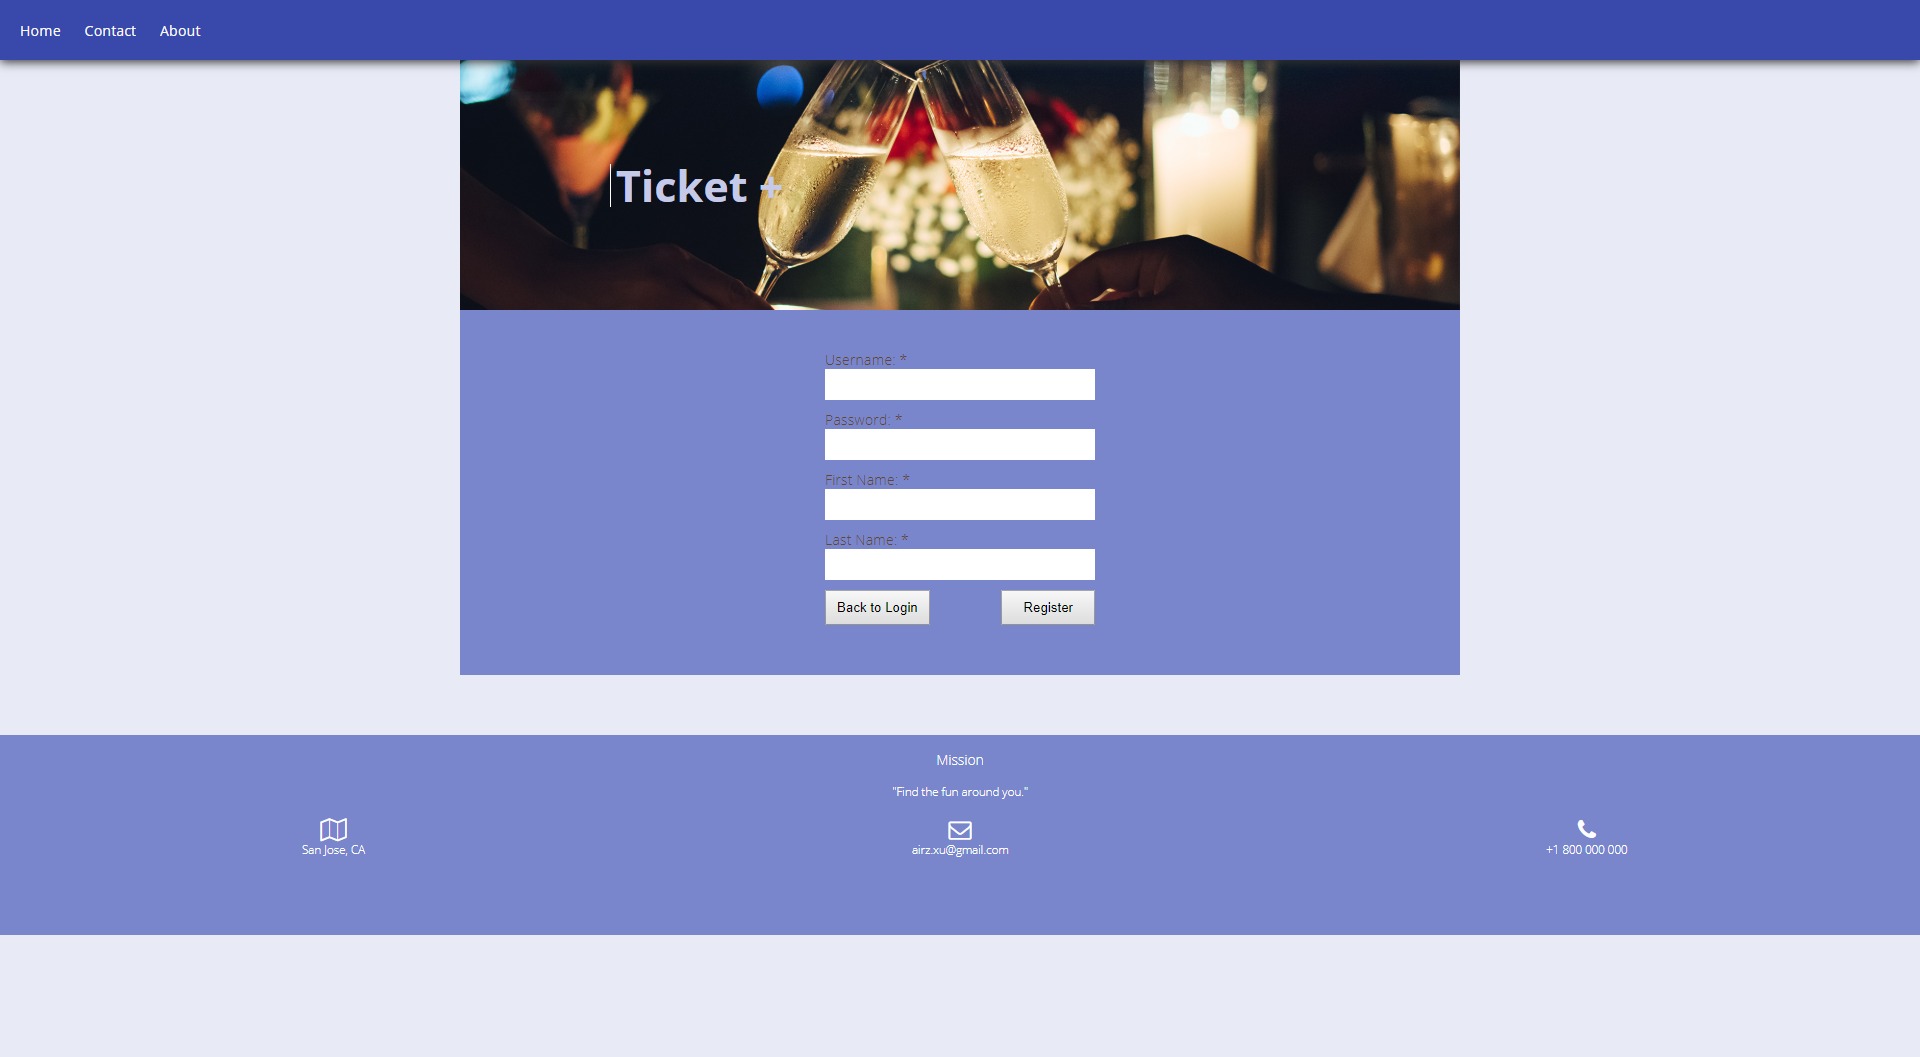 Home Contact About
Ticket +
Username: *
Password: *
First Name: *
Last Name: *
Back to Login Register
Mission
"Find the fun around you."
San Jose, CA airz.xu@gmail.com +1 800 000 000